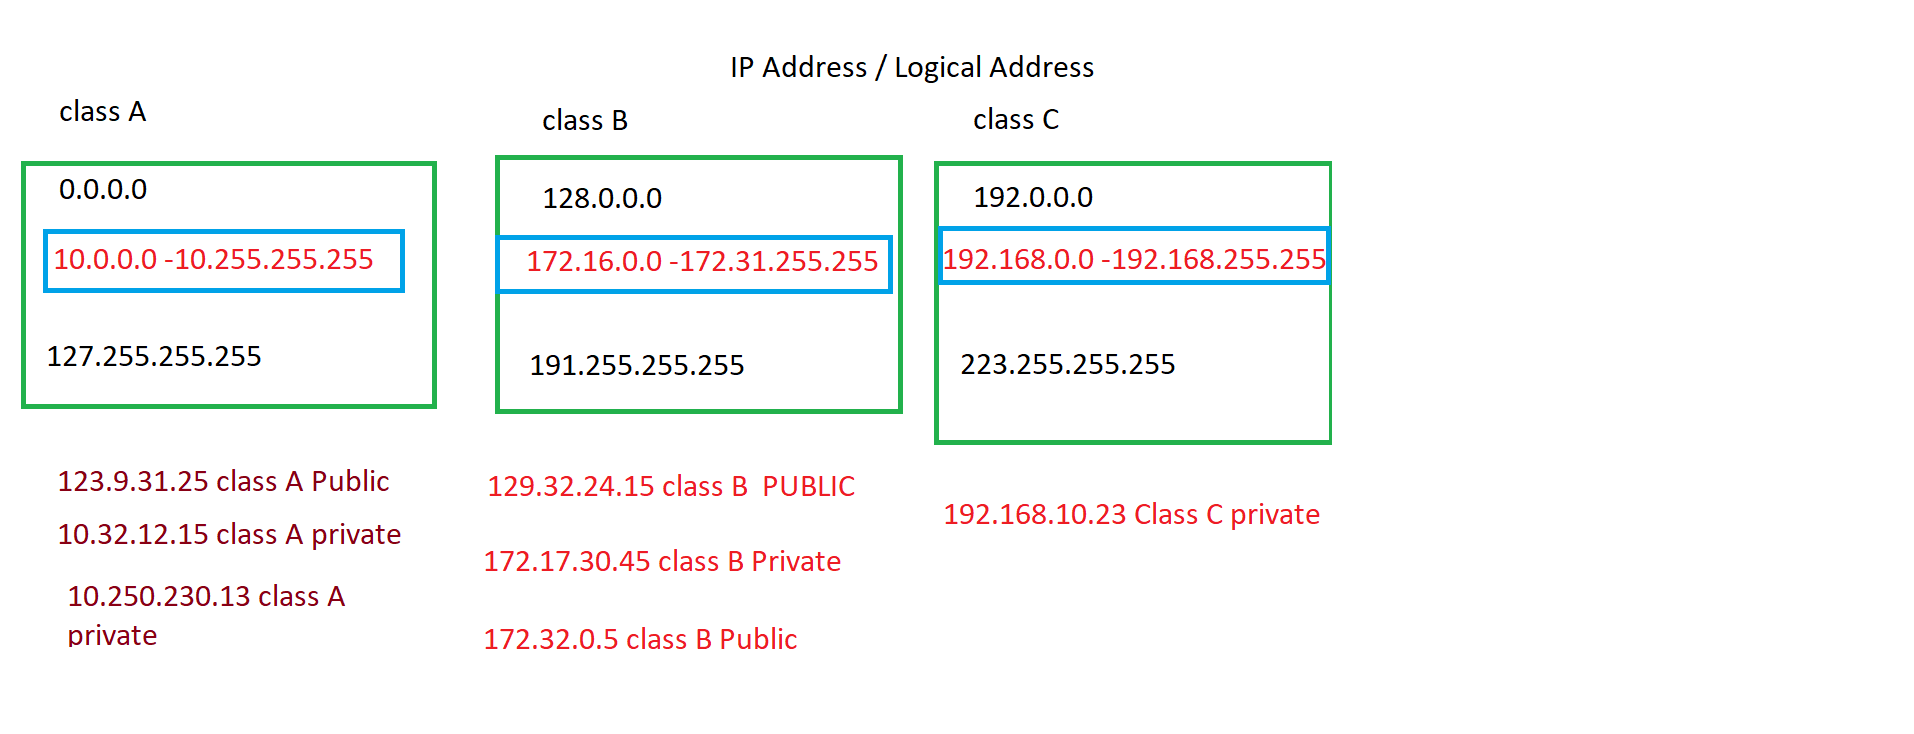 IP Address / Logical Address
class A
class B
class C
0.0.0.0
10.0.0.0 -10.255.255.255
127.255.255.255
128.0.0.0
172.16.0.0 -172.31.255.255
191.255.255.255
192.0.0.0
192.168.0.0 -192.168.255.255
223.255.255.255
123.9.31.25 class A Public
10.32.12.15 class A private
10.250.230.13 class A
private
129.32.24.15 class B  PUBLIC
172.17.30.45 class B Private
172.32.0.5 class B Public
192.168.10.23 Class C private